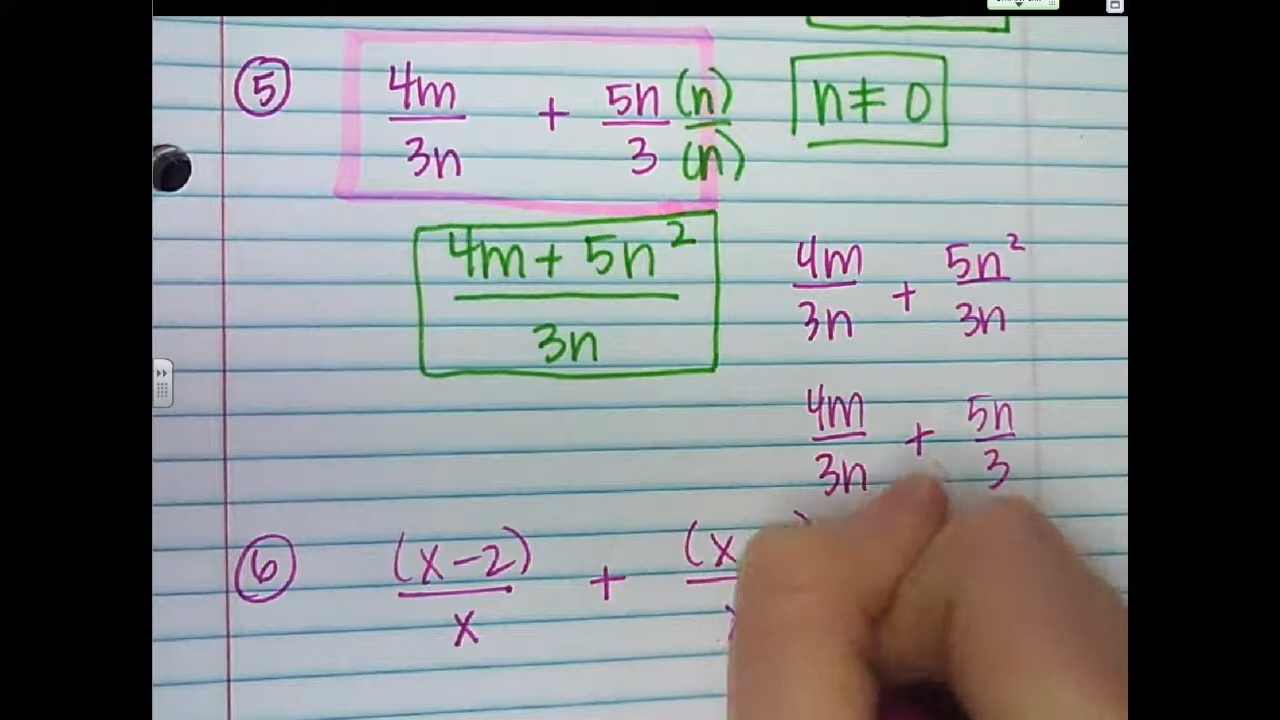 ⑤ 4m/3n + 5n(n)/3(n) n ≠ 0
(4m + 5n²)/3n
4m/3n + 5n²/3n
4m/3n + 5n/3
⑥ (x-2)/x + (x